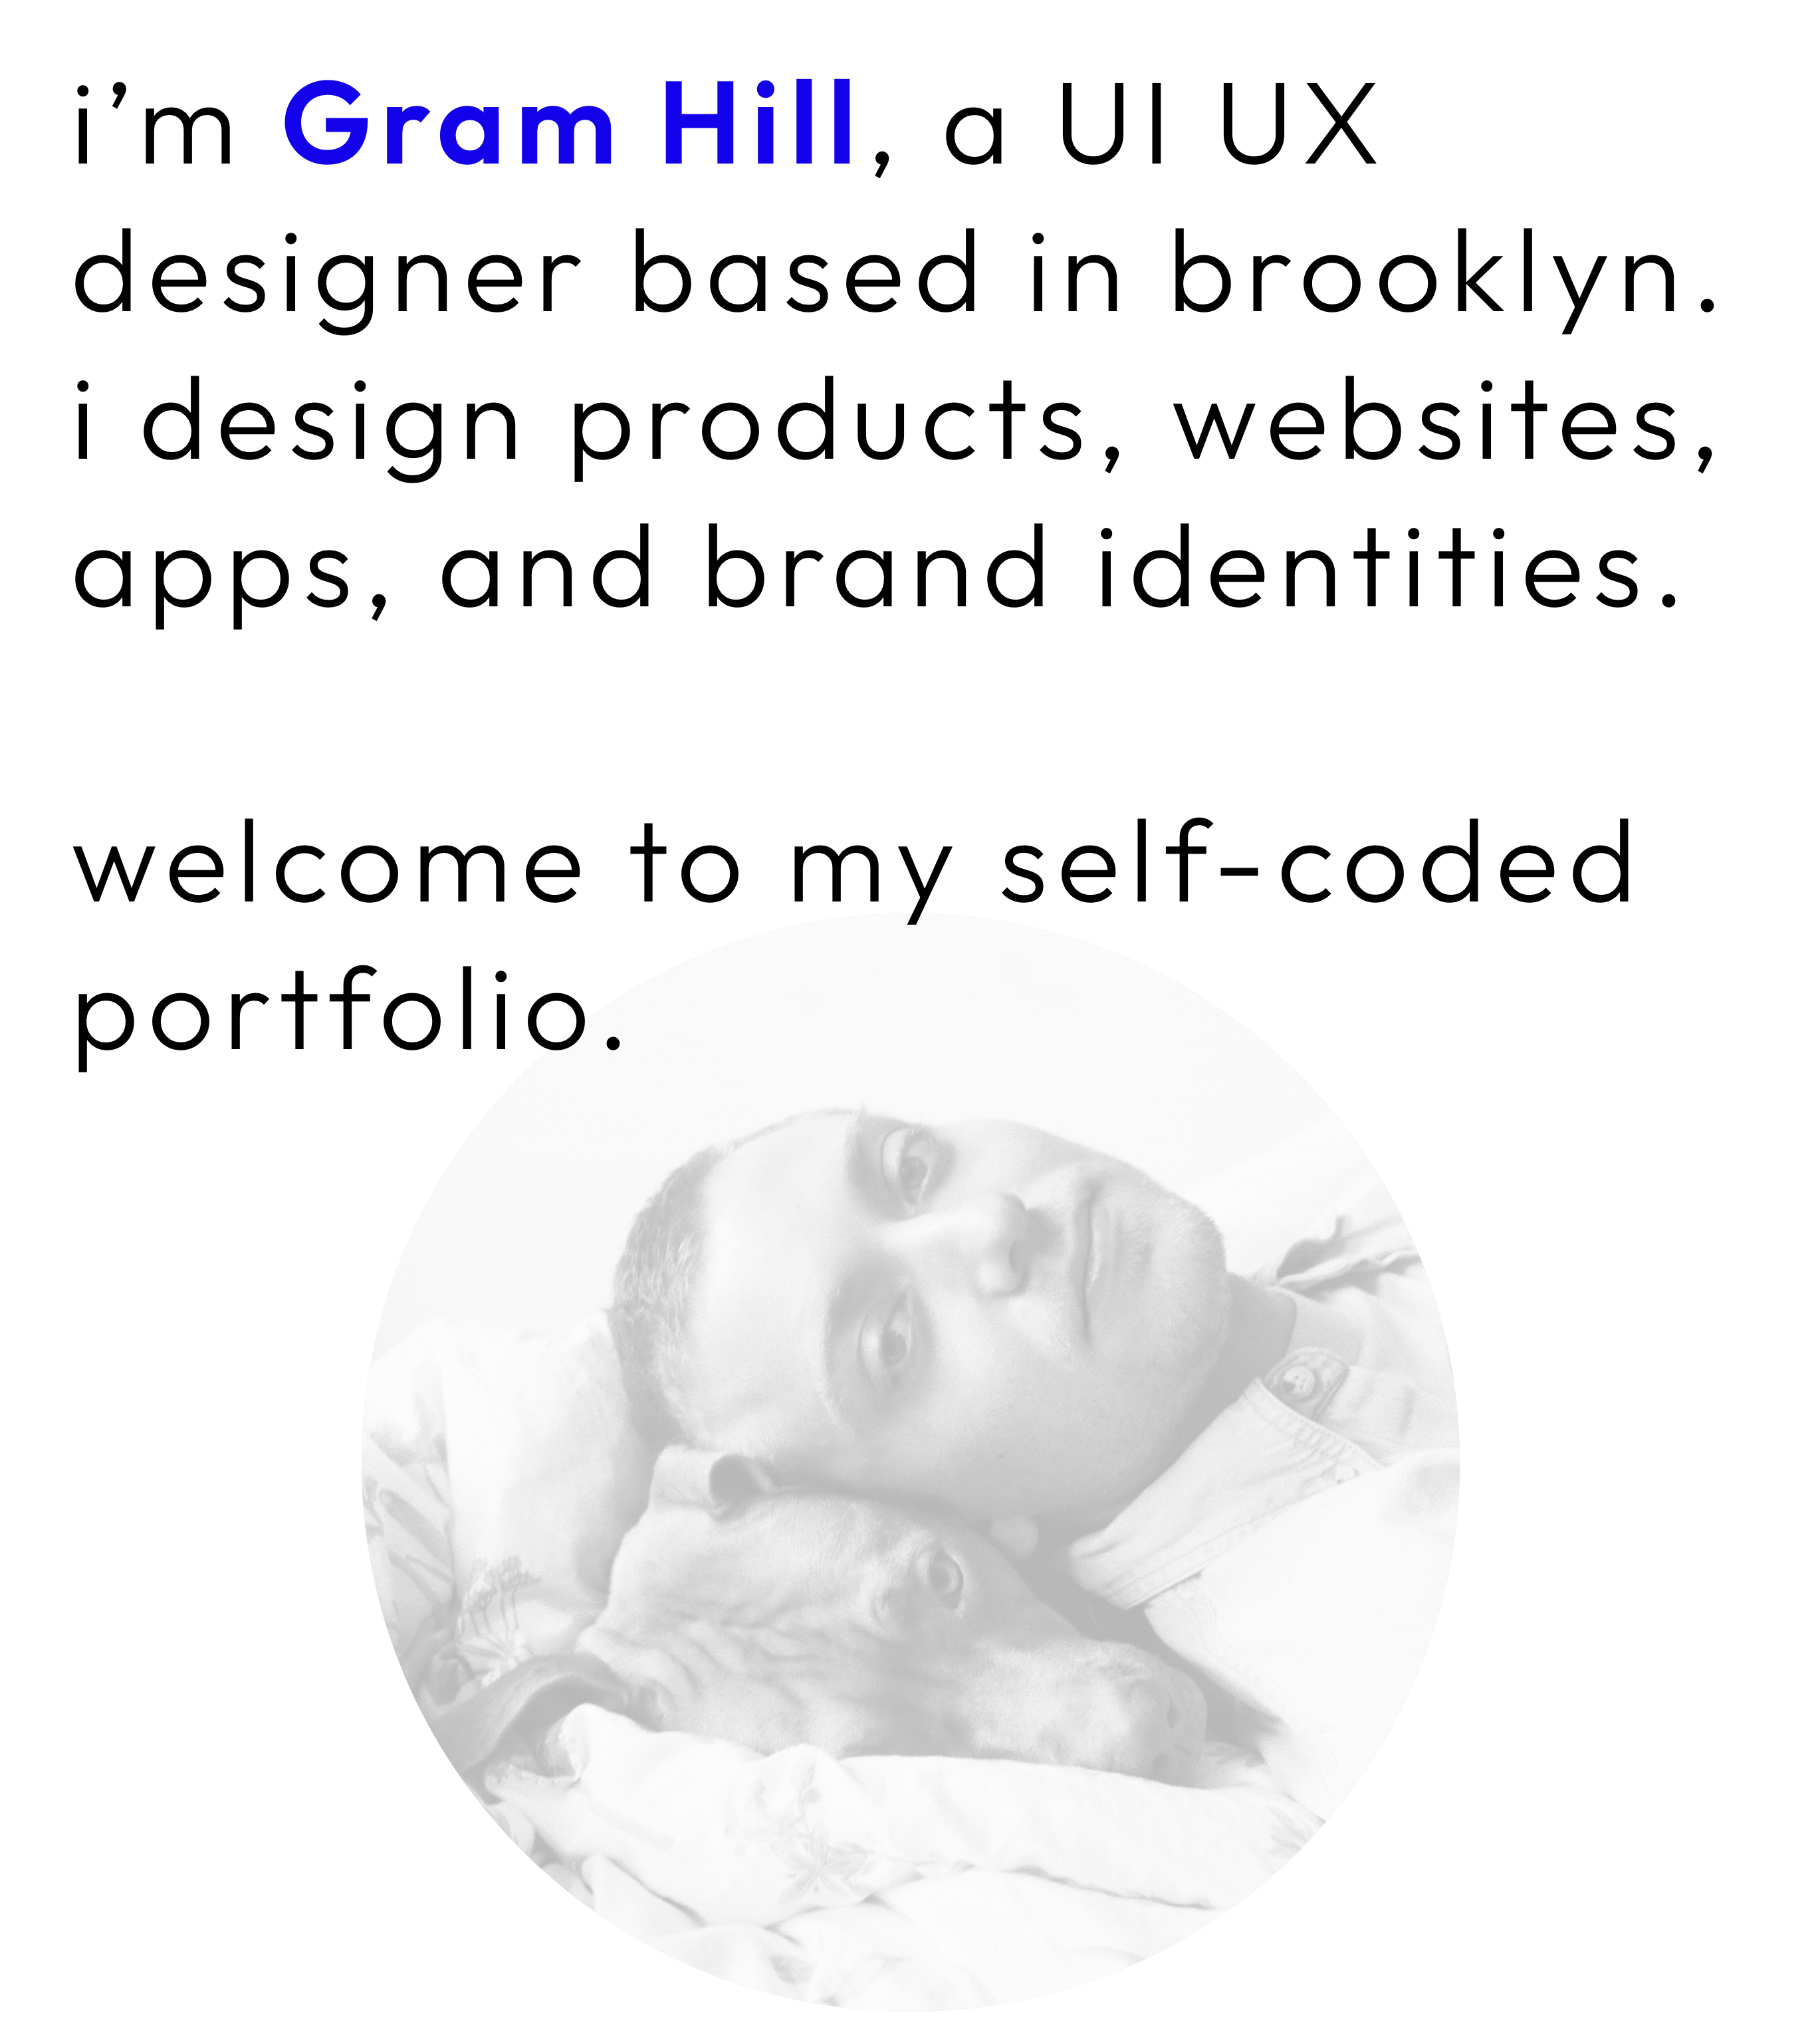 i’m Gram Hill, a UI UX
designer based in brooklyn.
i design products, websites,
apps, and brand identities.
welcome to my self-coded
portfolio.